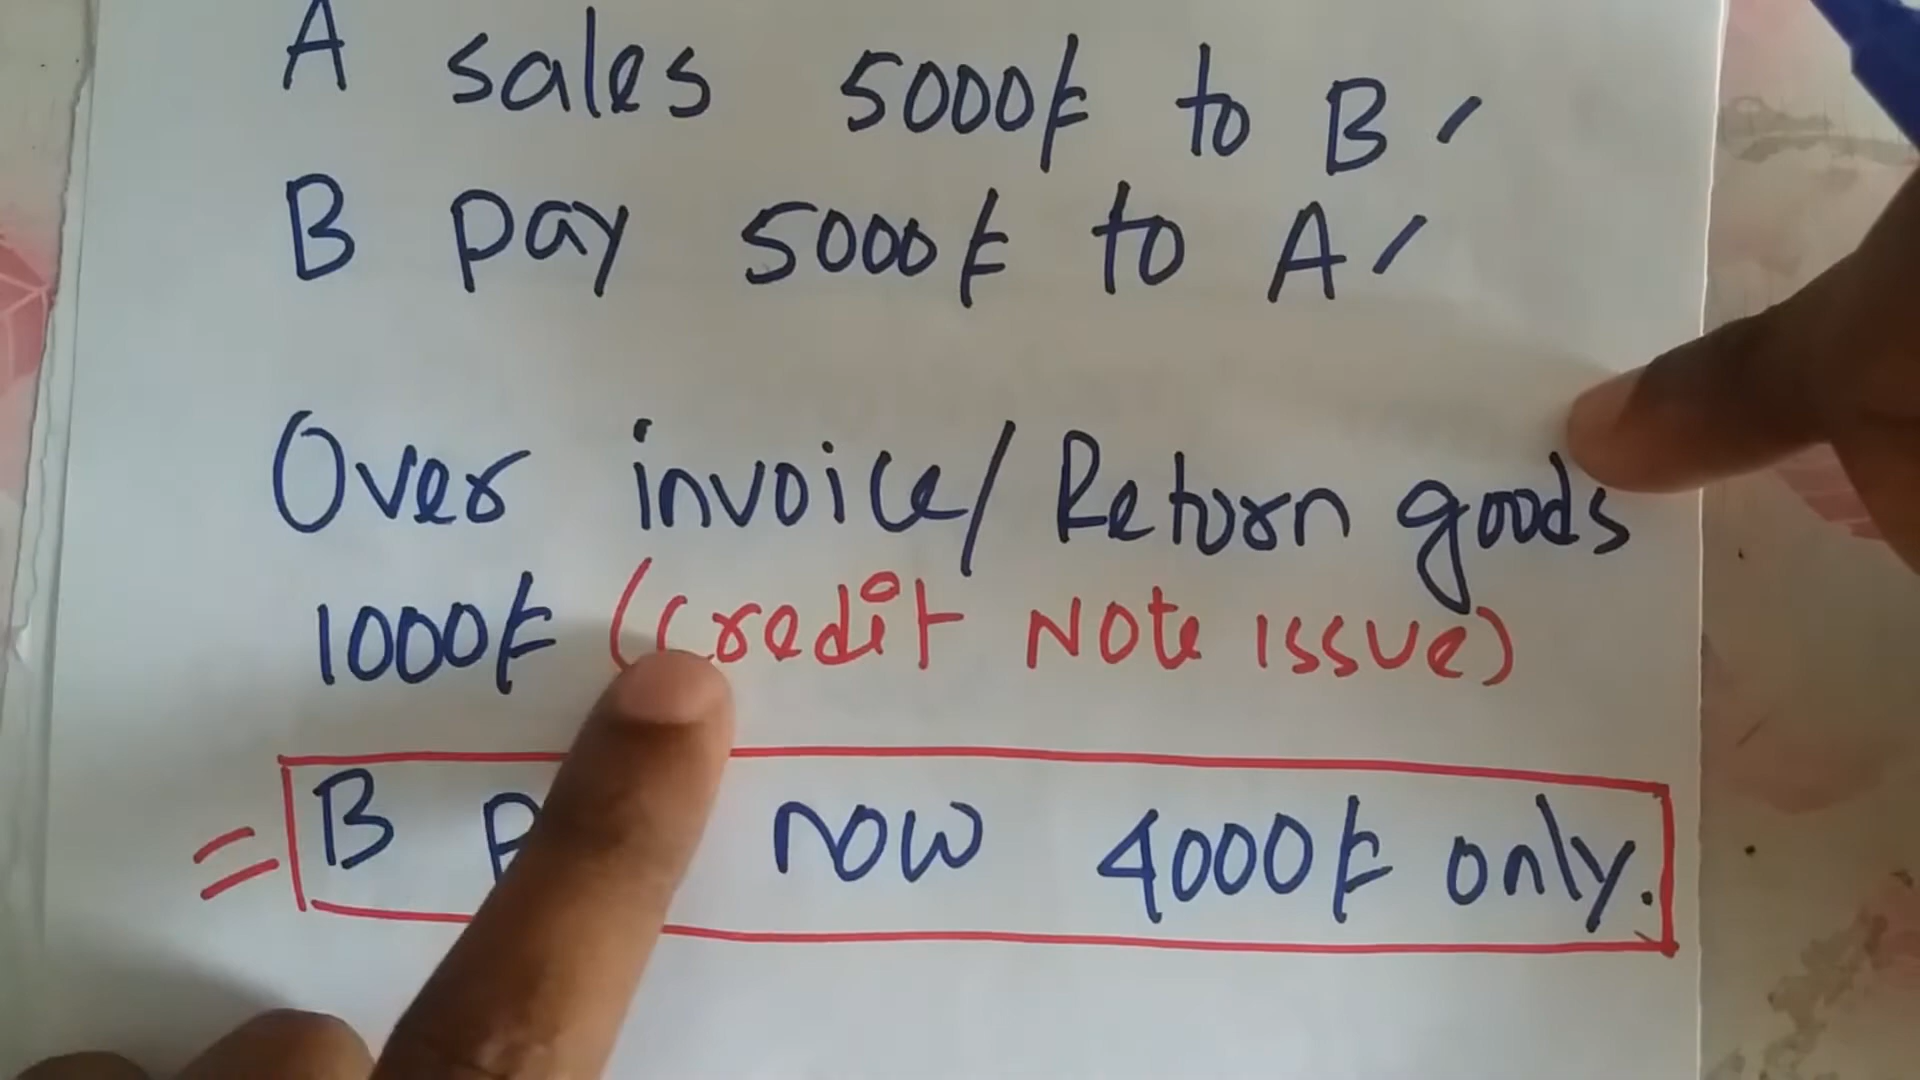 A sales 5000/- to B
B pay 5000/- to A
Over invoice/Return goods
1000/- (Credit Note issue)
= B now 4000/- only.